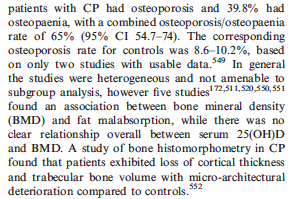 patients with CP had osteoporosis and 39.8% had
osteopaenia, with a combined osteoporosis/osteopaenia
rate of 65% (95% CI 54.7–74). The corresponding
osteoporosis rate for controls was 8.6–10.2%, based
on only two studies with usable data.549 In general
the studies were heterogeneous and not amenable to
subgroup analysis, however five studies172,511,520,550,551
found an association between bone mineral density
(BMD) and fat malabsorption, while there was no
clear relationship overall between serum 25(OH)D
and BMD. A study of bone histomorphometry in CP
found that patients exhibited loss of cortical thickness
and trabecular bone volume with micro-architectural
deterioration compared to controls.552